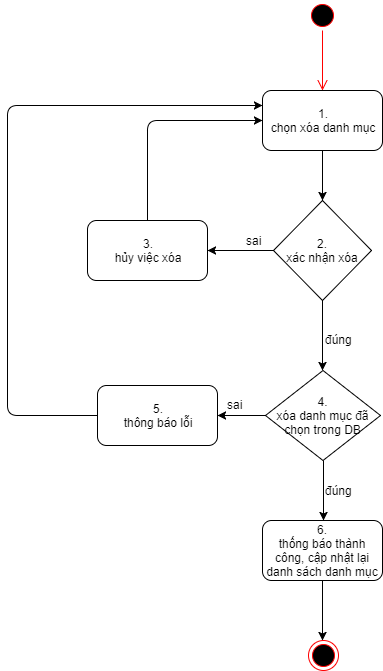 1.
chọn xóa danh mục
sai
2.
xác nhận xóa
3.
hủy việc xóa
đúng
4.
xóa danh mục đã
chọn trong DB
sai
5.
thông báo lỗi
đúng
6.
thống báo thành
công, cập nhật lại
danh sách danh mục